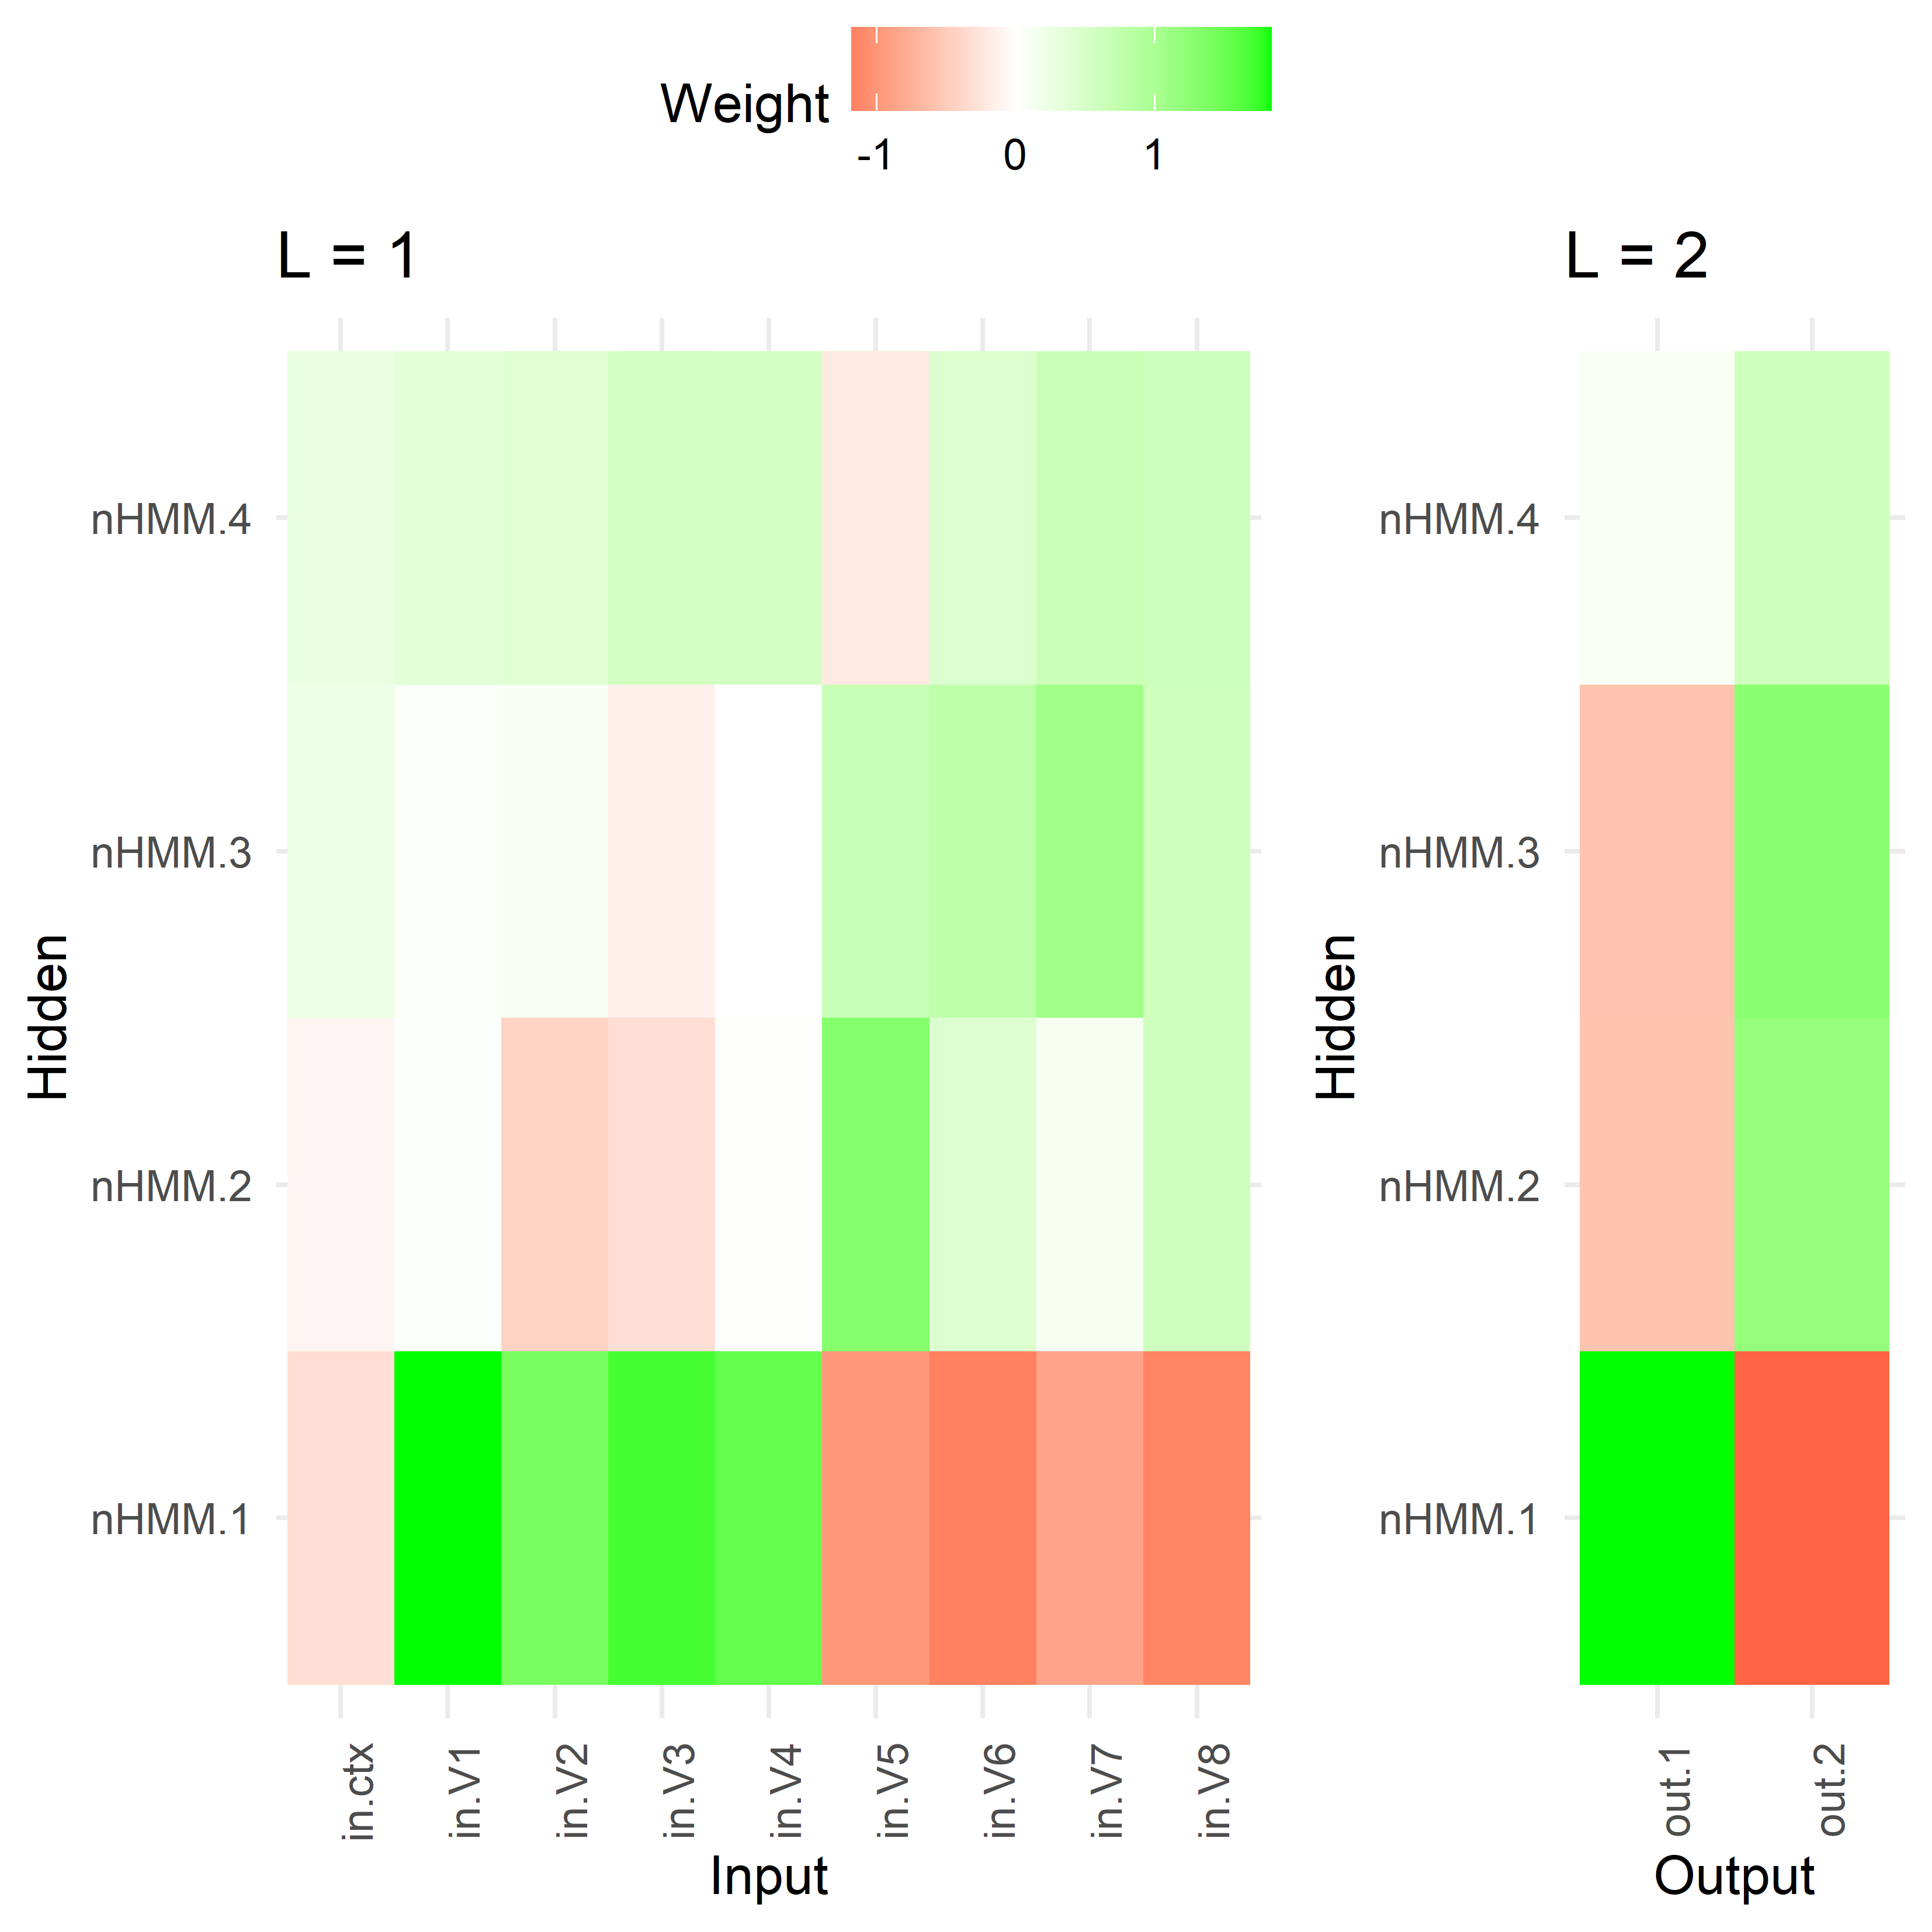 Weight
-1 0 1
L = 1
L = 2
Hidden
nHMM.4
nHMM.3
nHMM.2
nHMM.1
in.ctx
in.V1
in.V2
in.V3
in.V4
in.V5
in.V6
in.V7
in.V8
Input
Hidden
nHMM.4
nHMM.3
nHMM.2
nHMM.1
out.1
out.2
Output